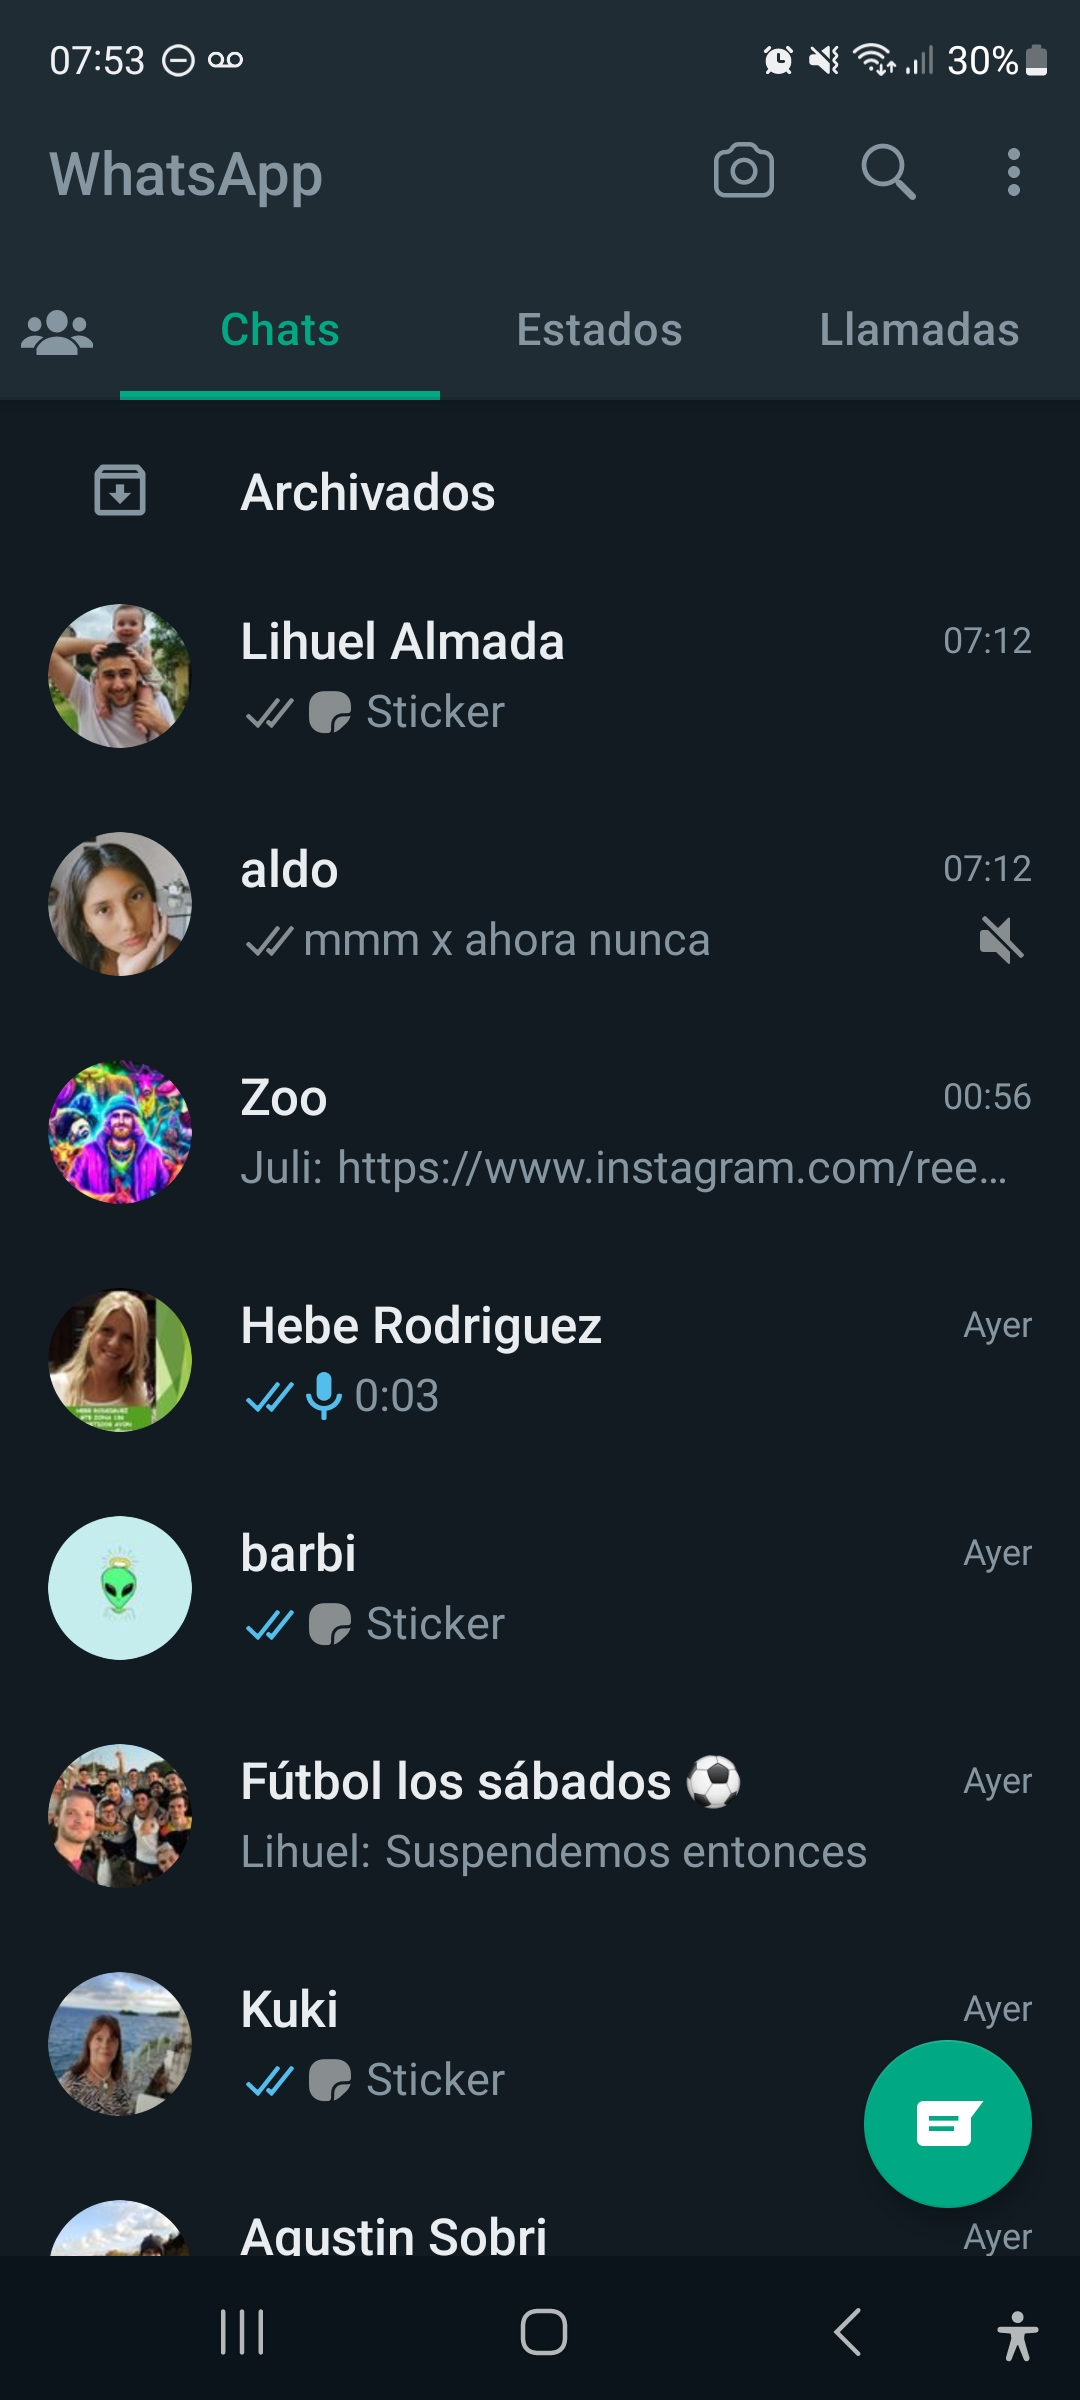 07:53
30%
WhatsApp
Chats Estados Llamadas
Archivados
Lihuel Almada 07:12
Sticker
aldo 07:12
mmm x ahora nunca
Zoo 00:56
Juli: https://www.instagram.com/ree...
Hebe Rodriguez Ayer
0:03
barbi Ayer
Sticker
Fútbol los sábados ⚽ Ayer
Lihuel: Suspendemos entonces
Kuki Ayer
Sticker
Agustin Sobri Ayer